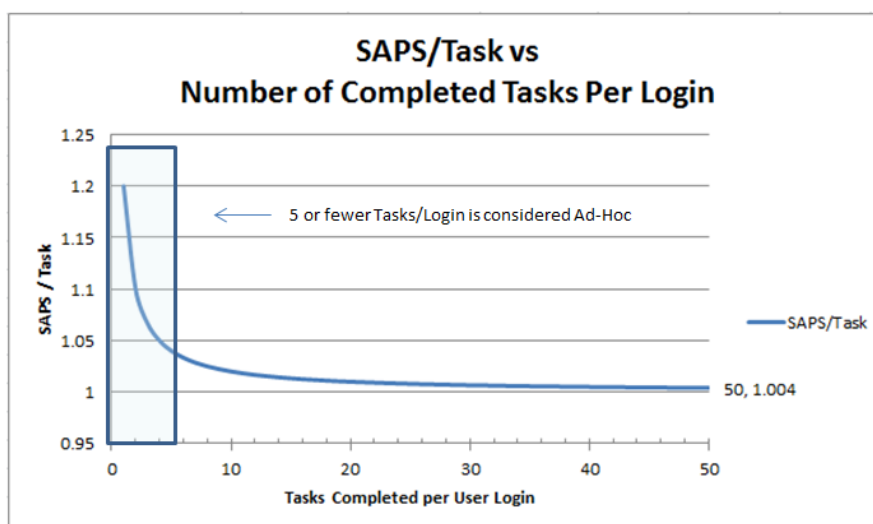 SAPS/Task vs
Number of Completed Tasks Per Login
1.25
1.2
1.15
1.1
1.05
1
0.95
SAPS / Task
5 or fewer Tasks/Login is considered Ad-Hoc
SAPS/Task
50, 1.004
0 10 20 30 40 50
Tasks Completed per User Login